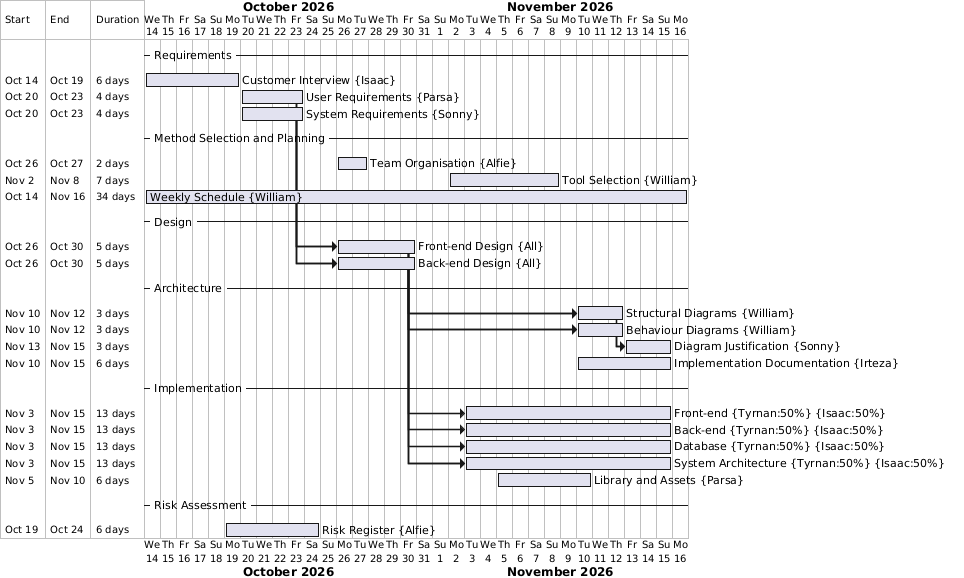 October 2026 November 2026
Start End Duration We Th Fr Sa Su Mo Tu We Th Fr Sa Su Mo Tu We Th Fr Sa Su Mo Tu We Th Fr Sa Su Mo Tu We Th Fr Sa Su Mo
14 15 16 17 18 19 20 21 22 23 24 25 26 27 28 29 30 31 1 2 3 4 5 6 7 8 9 10 11 12 13 14 15 16
Requirements
Oct 14 Oct 19 6 days Customer Interview {Isaac}
Oct 20 Oct 23 4 days User Requirements {Parsa}
Oct 20 Oct 23 4 days System Requirements {Sonny}
Method Selection and Planning
Oct 26 Oct 27 2 days Team Organisation {Alfie}
Nov 2 Nov 8 7 days Tool Selection {William}
Oct 14 Nov 16 34 days Weekly Schedule {William}
Design
Oct 26 Oct 30 5 days Front-end Design {All}
Oct 26 Oct 30 5 days Back-end Design {All}
Architecture
Nov 10 Nov 12 3 days Structural Diagrams {William}
Nov 10 Nov 12 3 days Behaviour Diagrams {William}
Nov 13 Nov 15 3 days Diagram Justification {Sonny}
Nov 10 Nov 15 6 days Implementation Documentation {Irteza}
Implementation
Nov 3 Nov 15 13 days Front-end {Tyrnan:50%} {Isaac:50%}
Nov 3 Nov 15 13 days Back-end {Tyrnan:50%} {Isaac:50%}
Nov 3 Nov 15 13 days Database {Tyrnan:50%} {Isaac:50%}
Nov 3 Nov 15 13 days System Architecture {Tyrnan:50%} {Isaac:50%}
Nov 5 Nov 10 6 days Library and Assets {Parsa}
Risk Assessment
Oct 19 Oct 24 6 days Risk Register {Alfie}
We Th Fr Sa Su Mo Tu We Th Fr Sa Su Mo Tu We Th Fr Sa Su Mo Tu We Th Fr Sa Su Mo Tu We Th Fr Sa Su Mo
14 15 16 17 18 19 20 21 22 23 24 25 26 27 28 29 30 31 1 2 3 4 5 6 7 8 9 10 11 12 13 14 15 16
October 2026 November 2026